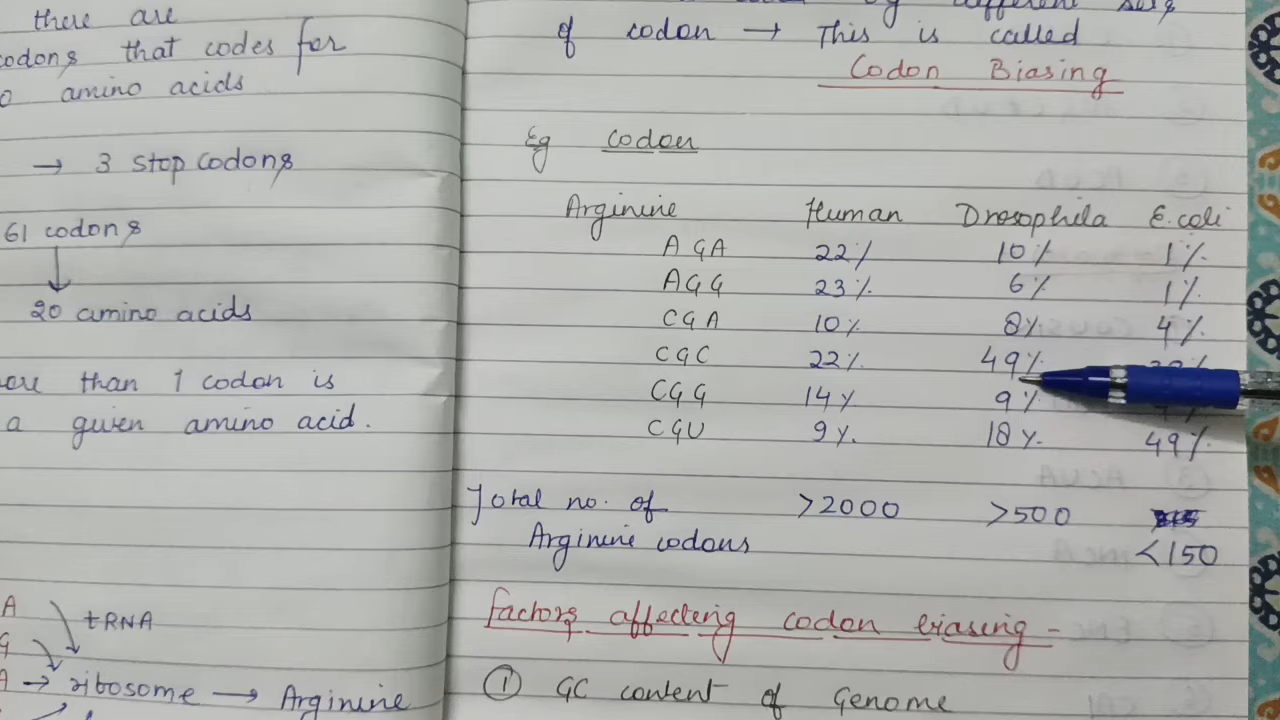 there are
codons that codes for
amino acids
→ 3 stop codons
61 codons
↓
20 amino acids
than 1 codon is
a given amino acid.
A
G
tRNA
A → ribosome → Arginine
by different sets
of codon → This is called
Codon Biasing
Eg codon
Arginine Human Drosophila E.coli
AGA 22% 10% 1%
AGG 23% 6% 1%
CGA 10% 8% 4%
CGC 22% 49%
CGG 14% 9%
CGU 9%. 18%. 49%.
Total no. of >2000 >500
Arginine codons <150
factors affecting codon biasing -
① GC content of Genome